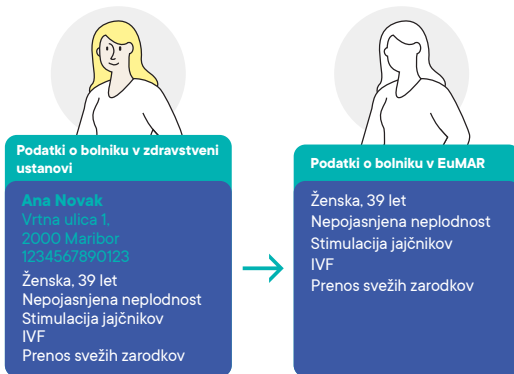 Podatki o bolniku v zdravstveni
ustanovi
Ana Novak
Vrtna ulica 1,
2000 Maribor
1234567890123
Ženska, 39 let
Nepojasnjena neplodnost
Stimulacija jajčnikov
IVF
Prenos svežih zarodkov
Podatki o bolniku v EuMAR
Ženska, 39 let
Nepojasnjena neplodnost
Stimulacija jajčnikov
IVF
Prenos svežih zarodkov